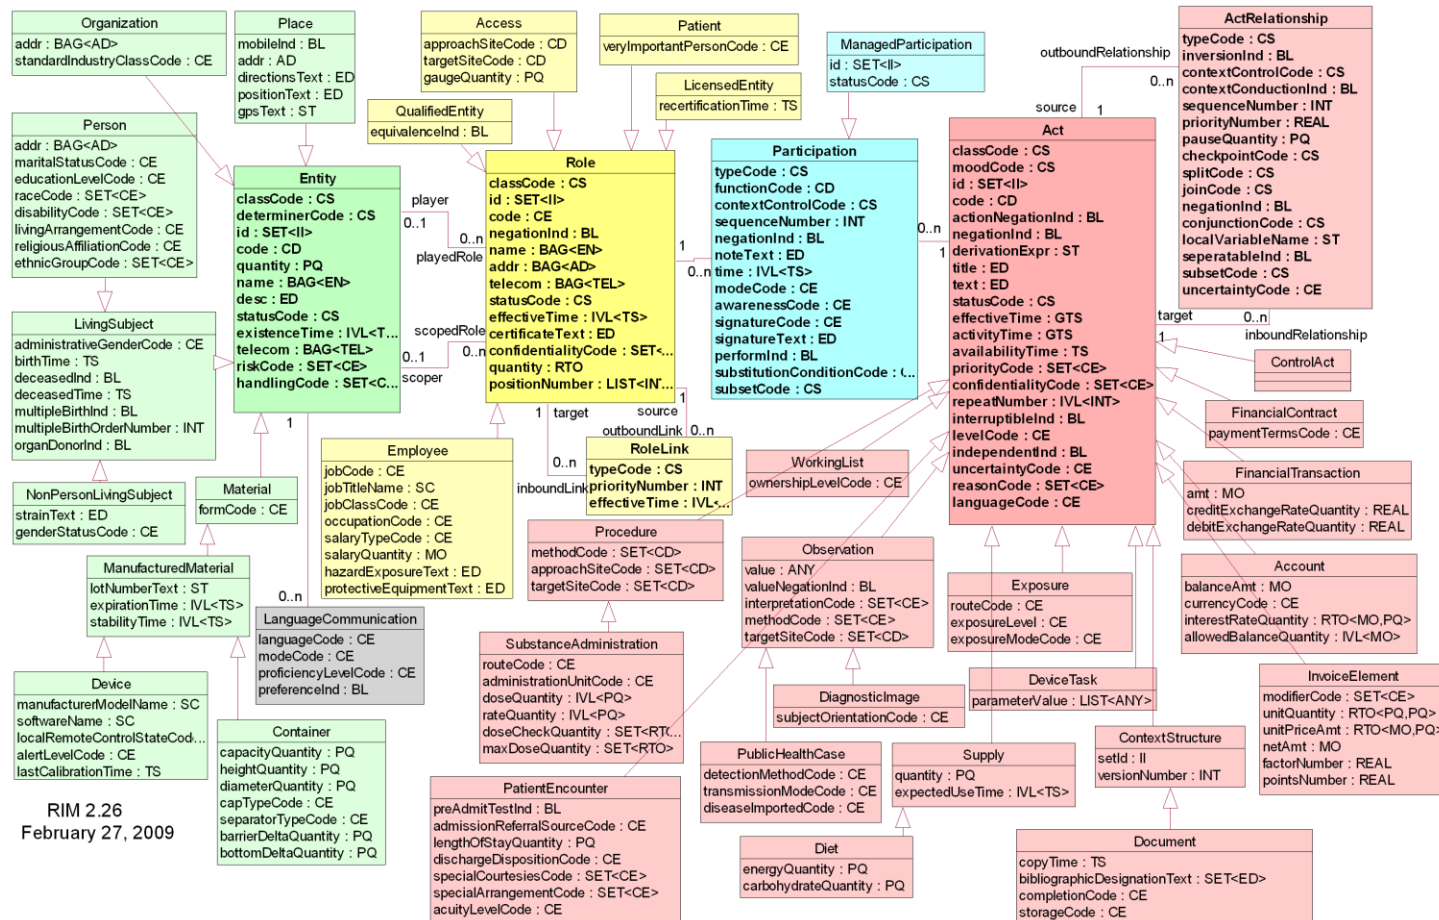 Organization
addr : BAG<AD>
standardIndustryClassCode : CE
Place
mobileInd : BL
addr : AD
directionsText : ED
positionText : ED
gpsText : ST
Access
approachSiteCode : CD
targetSiteCode : CD
gaugeQuantity : PQ
Patient
veryImportantPersonCode : CE
LicensedEntity
recertificationTime : TS
QualifiedEntity
equivalenceInd : BL
ManagedParticipation
id : SET<II>
statusCode : CS
ActRelationship
typeCode : CS
inversionInd : BL
contextControlCode : CS
contextConductionInd : BL
sequenceNumber : INT
priorityNumber : REAL
pauseQuantity : PQ
checkpointCode : CS
splitCode : CS
joinCode : CS
negationInd : BL
conjunctionCode : CS
localVariableName : ST
seperatableInd : BL
subsetCode : CS
uncertaintyCode : CE
outboundRelationship
0..n
source
1
Person
addr : BAG<AD>
maritalStatusCode : CE
educationLevelCode : CE
raceCode : SET<CE>
disabilityCode : SET<CE>
livingArrangementCode : CE
religiousAffiliationCode : CE
ethnicGroupCode : SET<CE>
Entity
classCode : CS
determinerCode : CS
id : SET<II>
code : CD
quantity : PQ
name : BAG<EN>
desc : ED
statusCode : CS
existenceTime : IVL<T...
telecom : BAG<TEL>
riskCode : SET<CE>
handlingCode : SET<C...
player
0..1
0..n
playedRole
scopedRole
0..1
0..n
scoper
Role
classCode : CS
id : SET<II>
code : CE
negationInd : BL
name : BAG<EN>
addr : BAG<AD>
telecom : BAG<TEL>
statusCode : CS
effectiveTime : IVL<TS>
certificateText : ED
confidentialityCode : SET<...
quantity : RTO
positionNumber : LIST<IN...
1
0..n
Participation
typeCode : CS
functionCode : CD
contextControlCode : CS
sequenceNumber : INT
negationInd : BL
noteText : ED
time : IVL<TS>
modeCode : CE
awarenessCode : CE
signatureCode : CE
signatureText : ED
performInd : BL
substitutionConditionCode : C...
subsetCode : CS
0..n
1
Act
classCode : CS
moodCode : CS
id : SET<II>
code : CD
actionNegationInd : BL
negationInd : BL
derivationExpr : ST
title : ED
text : ED
statusCode : CS
effectiveTime : GTS
activityTime : GTS
availabilityTime : TS
priorityCode : SET<CE>
confidentialityCode : SET<CE>
repeatNumber : IVL<INT>
interruptibleInd : BL
levelCode : CE
independentInd : BL
uncertaintyCode : CE
reasonCode : SET<CE>
languageCode : CE
target
0..n
1
inboundRelationship
ControlAct
FinancialContract
paymentTermsCode : CE
FinancialTransaction
amt : MO
creditExchangeRateQuantity : REAL
debitExchangeRateQuantity : REAL
Account
balanceAmt : MO
currencyCode : CE
interestRateQuantity : RTO<MO,PQ>
allowedBalanceQuantity : IVL<MO>
InvoiceElement
modifierCode : SET<CE>
unitQuantity : RTO<PQ,PQ>
unitPriceAmt : RTO<MO,PQ>
netAmt : MO
factorNumber : REAL
pointsNumber : REAL
LivingSubject
administrativeGenderCode : CE
birthTime : TS
deceasedInd : BL
deceasedTime : TS
multipleBirthInd : BL
multipleBirthOrderNumber : INT
organDonorInd : BL
NonPersonLivingSubject
strainText : ED
genderStatusCode : CE
Material
formCode : CE
1
0..n
ManufacturedMaterial
lotNumberText : ST
expirationTime : IVL<TS>
stabilityTime : IVL<TS>
LanguageCommunication
languageCode : CE
modeCode : CE
proficiencyLevelCode : CE
preferenceInd : BL
Device
manufacturerModelName : SC
softwareName : SC
localRemoteControlStateCode...
alertLevelCode : CE
lastCalibrationTime : TS
Container
capacityQuantity : PQ
heightQuantity : PQ
diameterQuantity : PQ
capTypeCode : CE
separatorTypeCode : CE
barrierDeltaQuantity : PQ
bottomDeltaQuantity : PQ
RIM 2.26
February 27, 2009
Employee
jobCode : CE
jobTitleName : SC
jobClassCode : CE
occupationCode : CE
salaryTypeCode : CE
salaryQuantity : MO
hazardExposureText : ED
protectiveEquipmentText : ED
1
target
1
source
outboundLink
0..n
0..n
inboundLink
RoleLink
typeCode : CS
priorityNumber : INT
effectiveTime : IVL<...
WorkingList
ownershipLevelCode : CE
Procedure
methodCode : SET<CD>
approachSiteCode : SET<CD>
targetSiteCode : SET<CD>
Observation
value : ANY
valueNegationInd : BL
interpretationCode : SET<CE>
methodCode : SET<CE>
targetSiteCode : SET<CD>
Exposure
routeCode : CE
exposureLevel : CE
exposureModeCode : CE
SubstanceAdministration
routeCode : CE
administrationUnitCode : CE
doseQuantity : IVL<PQ>
rateQuantity : IVL<PQ>
doseCheckQuantity : SET<RTO...
maxDoseQuantity : SET<RTO>
DiagnosticImage
subjectOrientationCode : CE
DeviceTask
parameterValue : LIST<ANY>
PublicHealthCase
detectionMethodCode : CE
transmissionModeCode : CE
diseaseImportedCode : CE
Supply
quantity : PQ
expectedUseTime : IVL<TS>
ContextStructure
setId : II
versionNumber : INT
PatientEncounter
preAdmitTestInd : BL
admissionReferralSourceCode : CE
lengthOfStayQuantity : PQ
dischargeDispositionCode : CE
specialCourtesiesCode : SET<CE>
specialArrangementCode : SET<CE>
acuityLevelCode : CE
Diet
energyQuantity : PQ
carbohydrateQuantity : PQ
Document
copyTime : TS
bibliographicDesignationText : SET<ED>
completionCode : CE
storageCode : CE